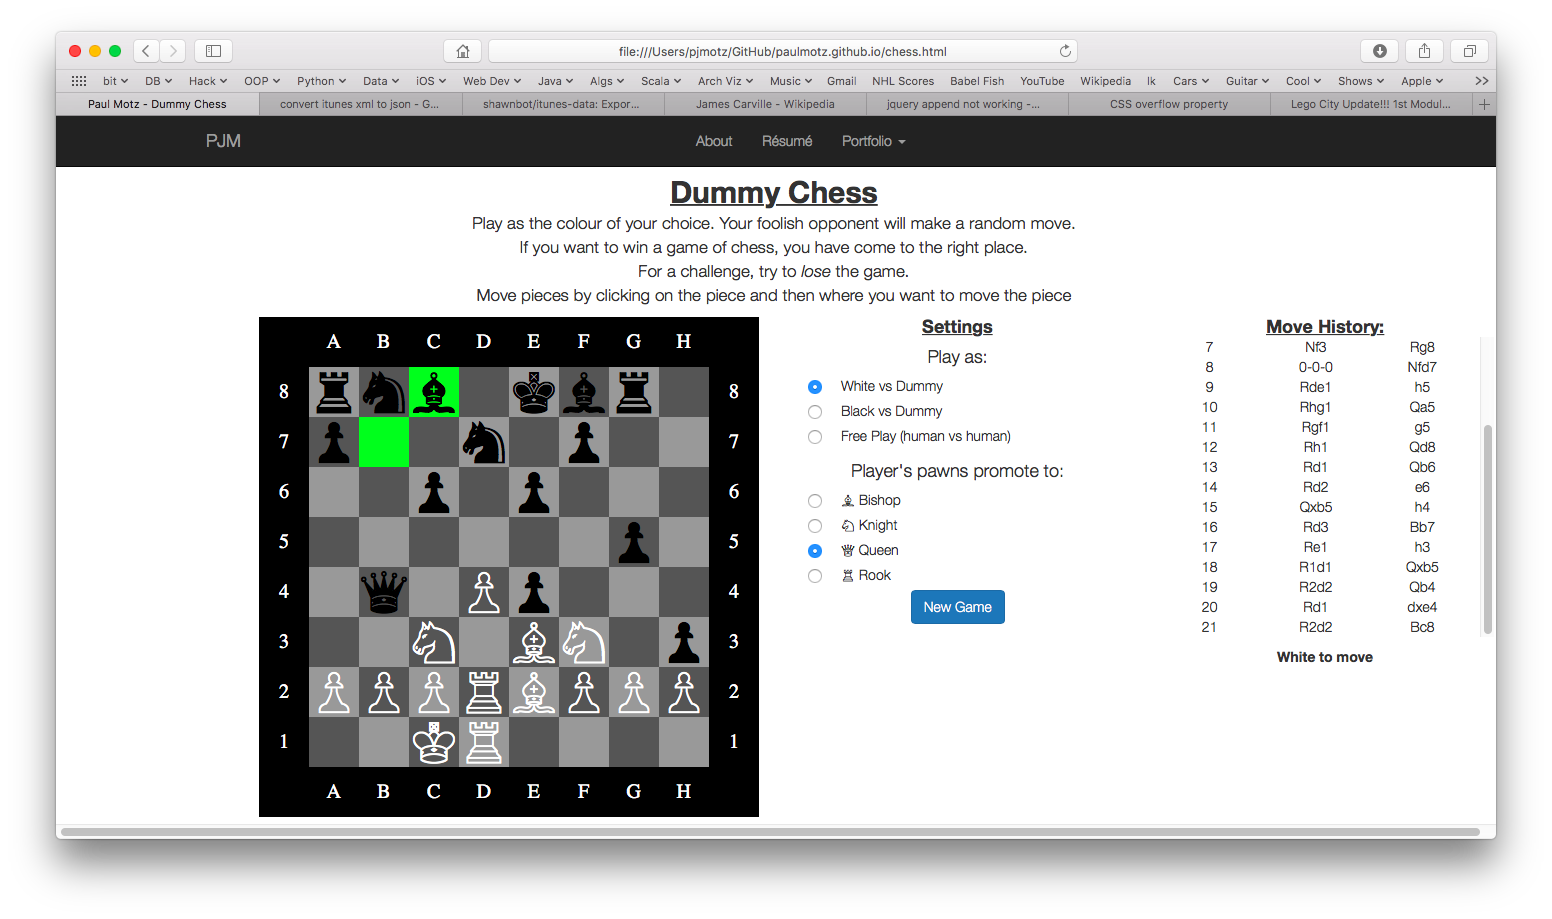 file:///Users/pjmotz/GitHub/paulmotz.github.io/chess.html
bit DB Hack OOP Python Data iOS Web Dev Java Algs Scala Arch Viz Music Gmail NHL Scores Babel Fish YouTube Wikipedia lk Cars Guitar Cool Shows Apple
Paul Motz - Dummy Chess convert itunes xml to json - G... shawnbot/itunes-data: Expor... James Carville - Wikipedia jquery append not working -... CSS overflow property Lego City Update!!! 1st Modul...
PJM About Résumé Portfolio
Dummy Chess
Play as the colour of your choice. Your foolish opponent will make a random move.
If you want to win a game of chess, you have come to the right place.
For a challenge, try to lose the game.
Move pieces by clicking on the piece and then where you want to move the piece
A B C D E F G H
8 8
7 7
6 6
5 5
4 4
3 3
2 2
1 1
A B C D E F G H
Settings
Play as:
White vs Dummy
Black vs Dummy
Free Play (human vs human)
Player's pawns promote to:
Bishop
Knight
Queen
Rook
New Game
Move History:
7 Nf3 Rg8
8 0-0-0 Nfd7
9 Rde1 h5
10 Rhg1 Qa5
11 Rgf1 g5
12 Rh1 Qd8
13 Rd1 Qb6
14 Rd2 e6
15 Qxb5 h4
16 Rd3 Bb7
17 Re1 h3
18 R1d1 Qxb5
19 R2d2 Qb4
20 Rd1 dxe4
21 R2d2 Bc8
White to move